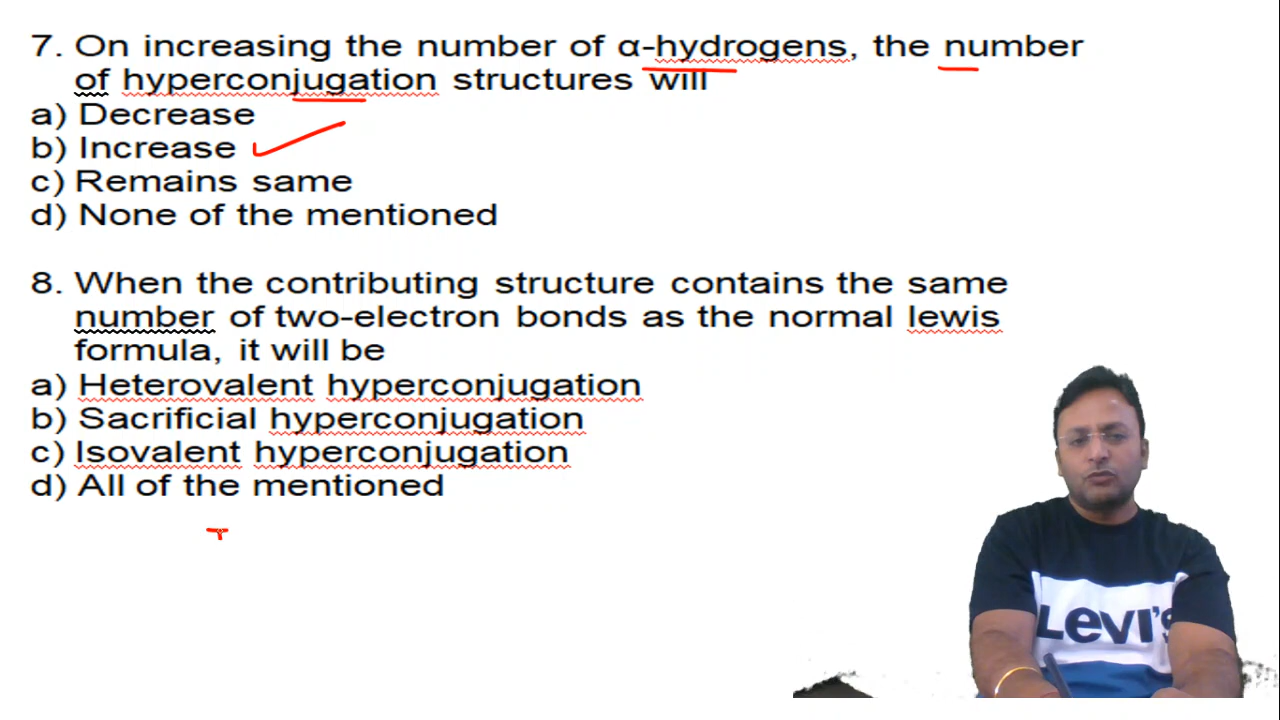 7. On increasing the number of α-hydrogens, the number
of hyperconjugation structures will
a) Decrease
b) Increase
c) Remains same
d) None of the mentioned
8. When the contributing structure contains the same
number of two-electron bonds as the normal lewis
formula, it will be
a) Heterovalent hyperconjugation
b) Sacrificial hyperconjugation
c) Isovalent hyperconjugation
d) All of the mentioned
Levi's